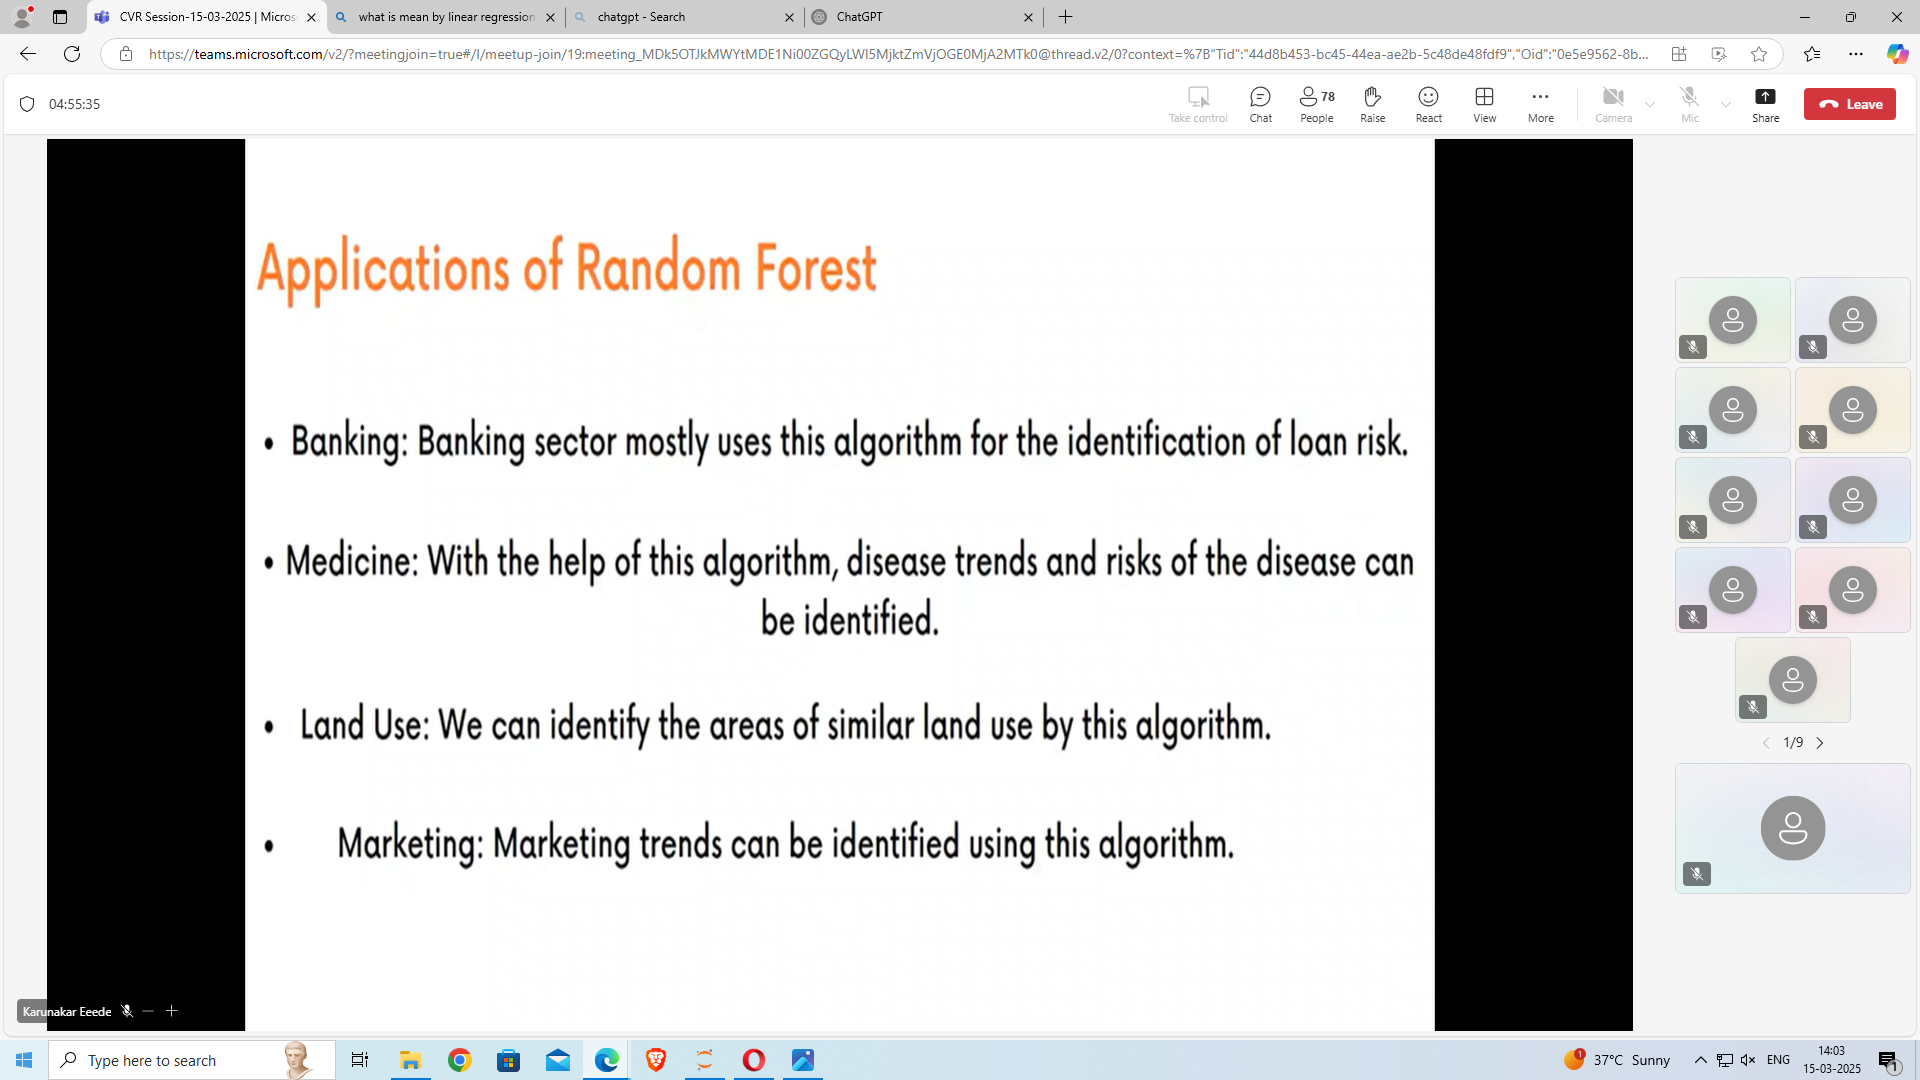 CVR Session-15-03-2025 | Micros
what is mean by linear regression
chatgpt - Search
ChatGPT
https://teams.microsoft.com/v2/?meetingjoin=true#/l/meetup-join/19:meeting_MDk5OTJkMWYtMDE1Ni00ZGQyLWI5MjktZmVjOGE0MjA2MTk0@thread.v2/0?context=%7B"Tid":"44d8b453-bc45-44ea-ae2b-5c48de48fdf9","Oid":"0e5e9562-8b...
04:55:35
Take control
Chat
78
People
Raise
React
View
More
Camera
Mic
Share
Leave
Applications of Random Forest
• Banking: Banking sector mostly uses this algorithm for the identification of loan risk.
• Medicine: With the help of this algorithm, disease trends and risks of the disease can
be identified.
• Land Use: We can identify the areas of similar land use by this algorithm.
• Marketing: Marketing trends can be identified using this algorithm.
1/9
Karunakar Eeede
Type here to search
1
37°C Sunny
ENG
14:03
15-03-2025
1